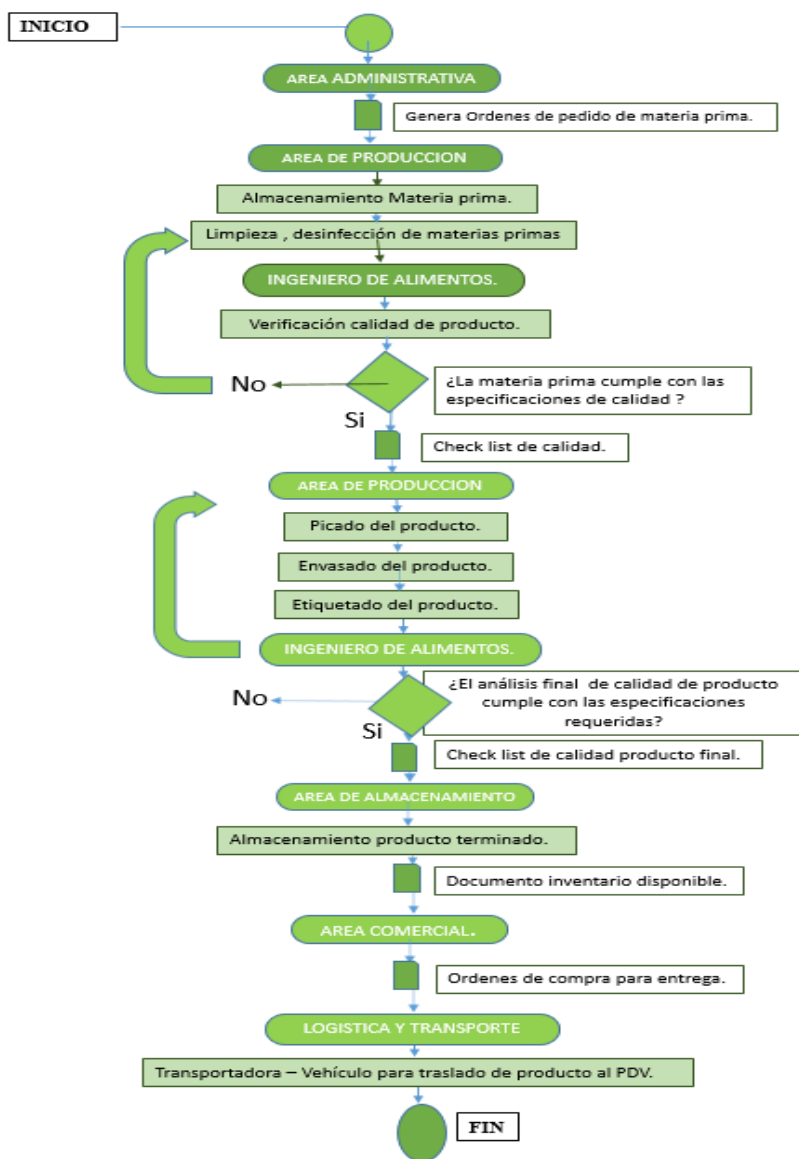 INICIO
AREA ADMINISTRATIVA
Genera Ordenes de pedido de materia prima.
AREA DE PRODUCCION
Almacenamiento Materia prima.
Limpieza , desinfección de materias primas
INGENIERO DE ALIMENTOS.
Verificación calidad de producto.
No
¿La materia prima cumple con las
especificaciones de calidad ?
Si
Check list de calidad.
AREA DE PRODUCCION
Picado del producto.
Envasado del producto.
Etiquetado del producto.
INGENIERO DE ALIMENTOS.
No
¿El análisis final de calidad de producto
cumple con las especificaciones
requeridas?
Si
Check list de calidad producto final.
AREA DE ALMACENAMIENTO
Almacenamiento producto terminado.
Documento inventario disponible.
AREA COMERCIAL.
Ordenes de compra para entrega.
LOGISTICA Y TRANSPORTE
Transportadora – Vehículo para traslado de producto al PDV.
FIN